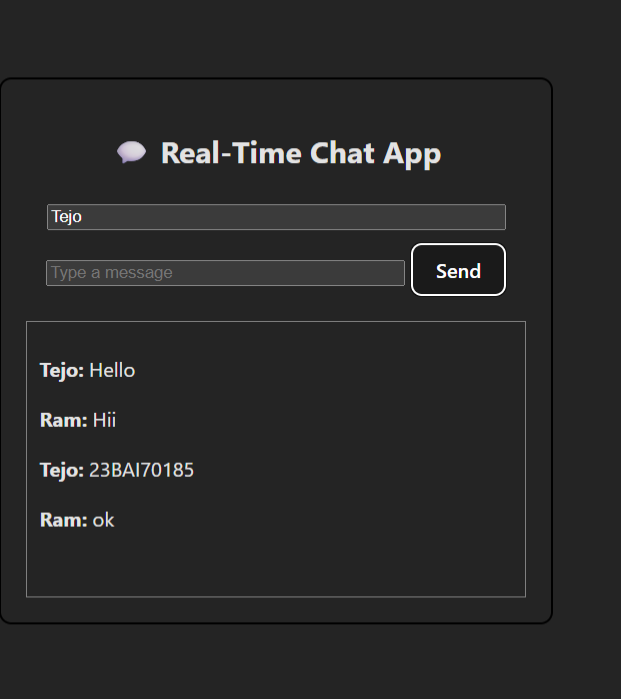 💬 Real-Time Chat App
Tejo
Type a message
Send
Tejo: Hello
Ram: Hii
Tejo: 23BAI70185
Ram: ok